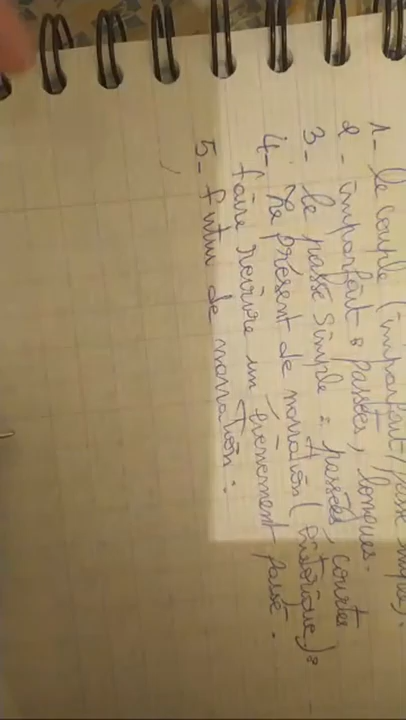 1- le couple (imparfait / passé simple).
2- imparfait : passées, longues.
3- le passé simple : passées, courtes
4- le présent de narration (historique) :
faire revivre un évènement passé.
5- futur de narration :